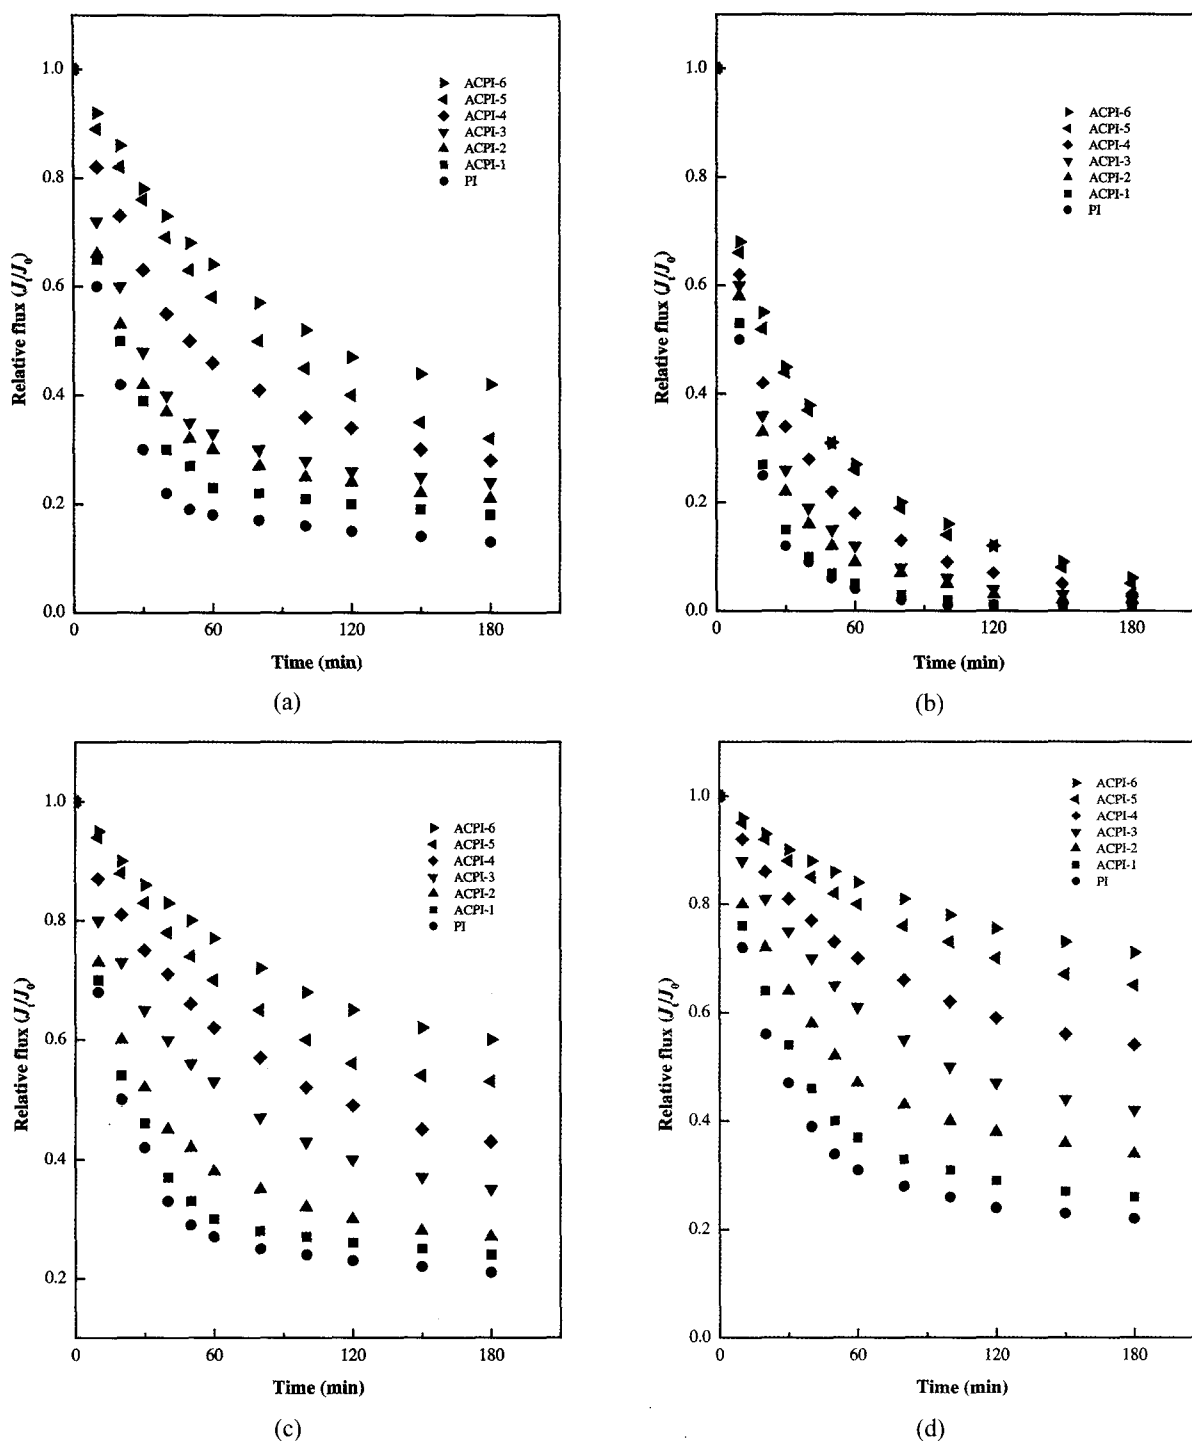 1.0
0.8
0.6
0.4
0.2
0.0
Relative flux (Jt/J0)
ACPI-6
ACPI-5
ACPI-4
ACPI-3
ACPI-2
ACPI-1
PI
0 60 120 180
Time (min)
(a)
1.0
0.8
0.6
0.4
0.2
0.0
Relative flux (Jt/J0)
ACPI-6
ACPI-5
ACPI-4
ACPI-3
ACPI-2
ACPI-1
PI
0 60 120 180
Time (min)
(b)
1.0
0.8
0.6
0.4
0.2
Relative flux (Jt/J0)
ACPI-6
ACPI-5
ACPI-4
ACPI-3
ACPI-2
ACPI-1
PI
0 60 120 180
Time (min)
(c)
1.0
0.8
0.6
0.4
0.2
0.0
Relative flux (Jt/J0)
ACPI-6
ACPI-5
ACPI-4
ACPI-3
ACPI-2
ACPI-1
PI
0 60 120 180
Time (min)
(d)